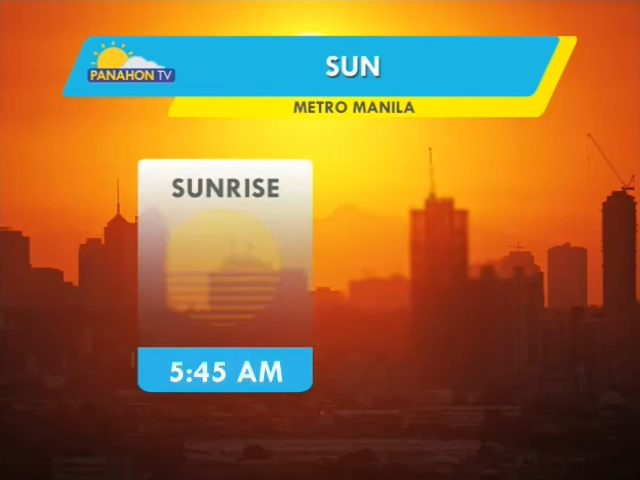 SUN
PANAHON TV
METRO MANILA
SUNRISE
5:45 AM